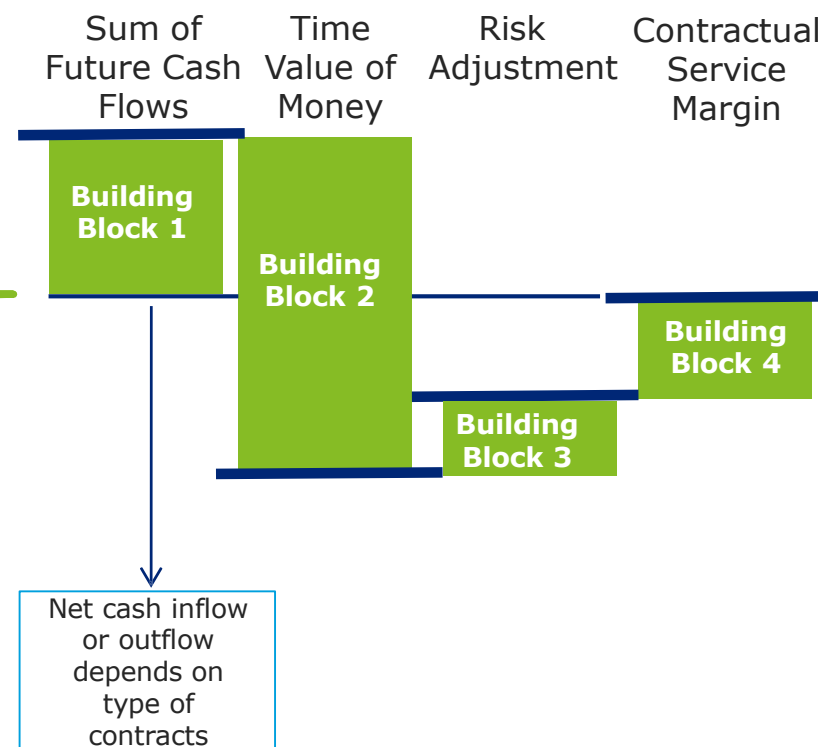 Sum of
Future Cash
Flows
Time
Value of
Money
Risk
Adjustment
Contractual
Service
Margin
Building
Block 1
Building
Block 2
Building
Block 3
Building
Block 4
Net cash inflow
or outflow
depends on
type of
contracts